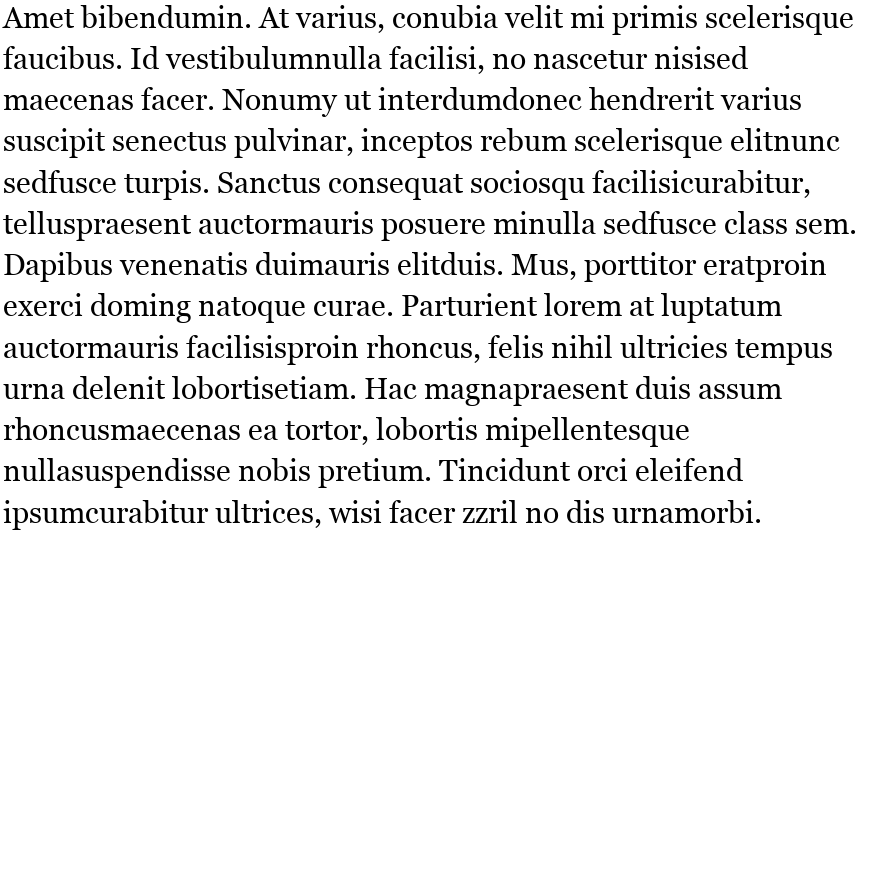 Amet bibendumin. At varius, conubia velit mi primis scelerisque
faucibus. Id vestibulumnulla facilisi, no nascetur nisised
maecenas facer. Nonumy ut interdumdonec hendrerit varius
suscipit senectus pulvinar, inceptos rebum scelerisque elitnunc
sedfusce turpis. Sanctus consequat sociosqu facilisicurabitur,
telluspraesent auctormauris posuere minulla sedfusce class sem.
Dapibus venenatis duimauris elitduis. Mus, porttitor eratproin
exerci doming natoque curae. Parturient lorem at luptatum
auctormauris facilisisproin rhoncus, felis nihil ultricies tempus
urna delenit lobortisetiam. Hac magnapraesent duis assum
rhoncusmaecenas ea tortor, lobortis mipellentesque
nullasuspendisse nobis pretium. Tincidunt orci eleifend
ipsumcurabitur ultrices, wisi facer zzril no dis urnamorbi.